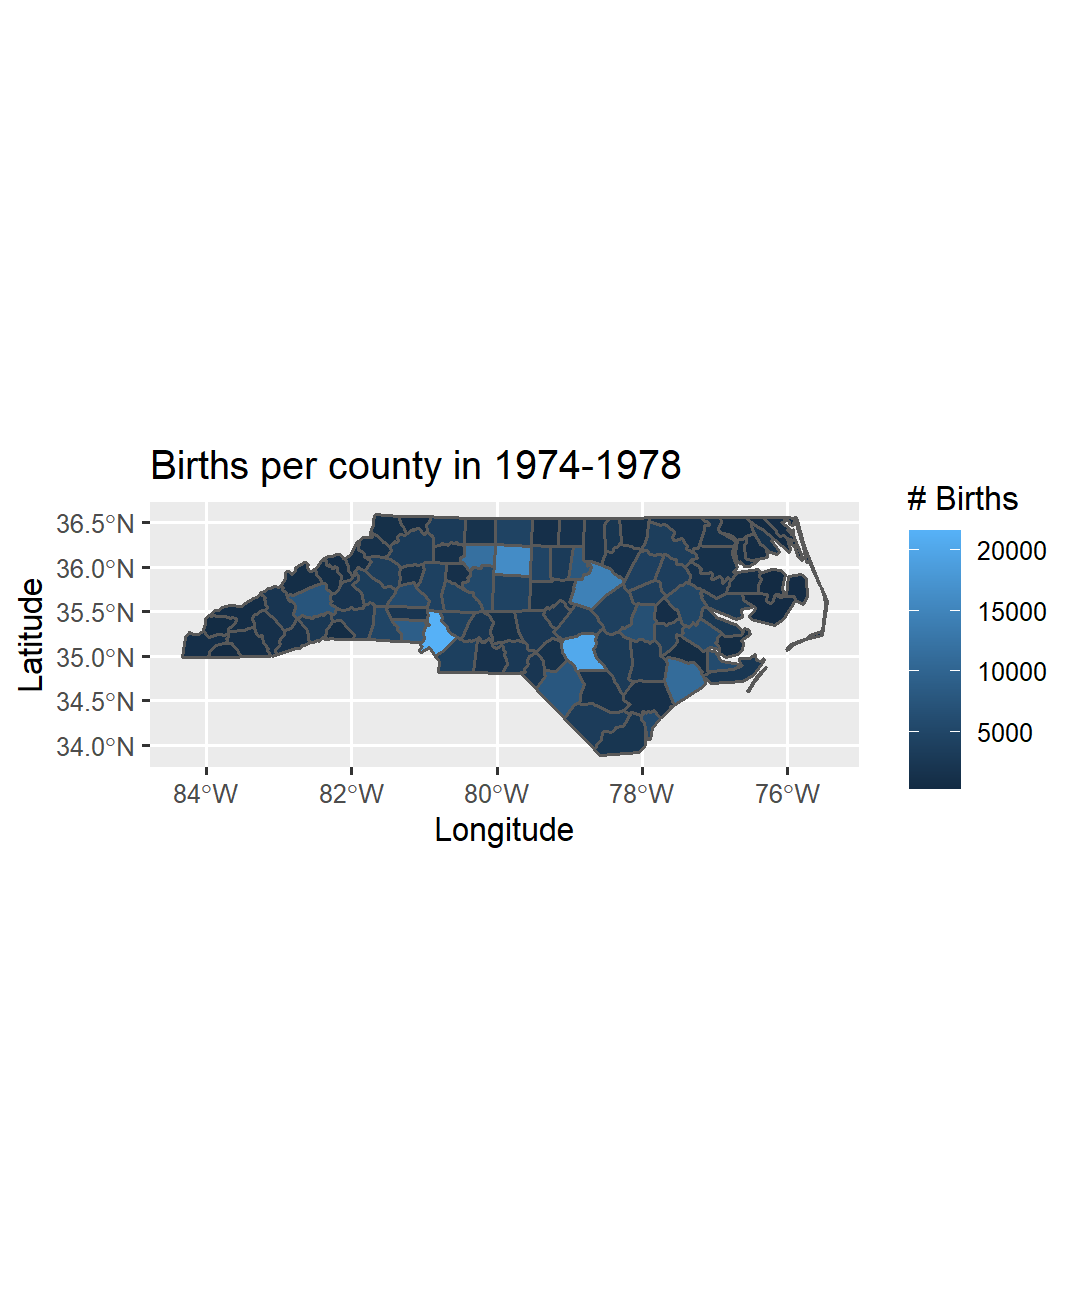 Births per county in 1974-1978
# Births
20000
15000
10000
5000
36.5°N
36.0°N
35.5°N
35.0°N
34.5°N
34.0°N
84°W 82°W 80°W 78°W 76°W
Latitude
Longitude